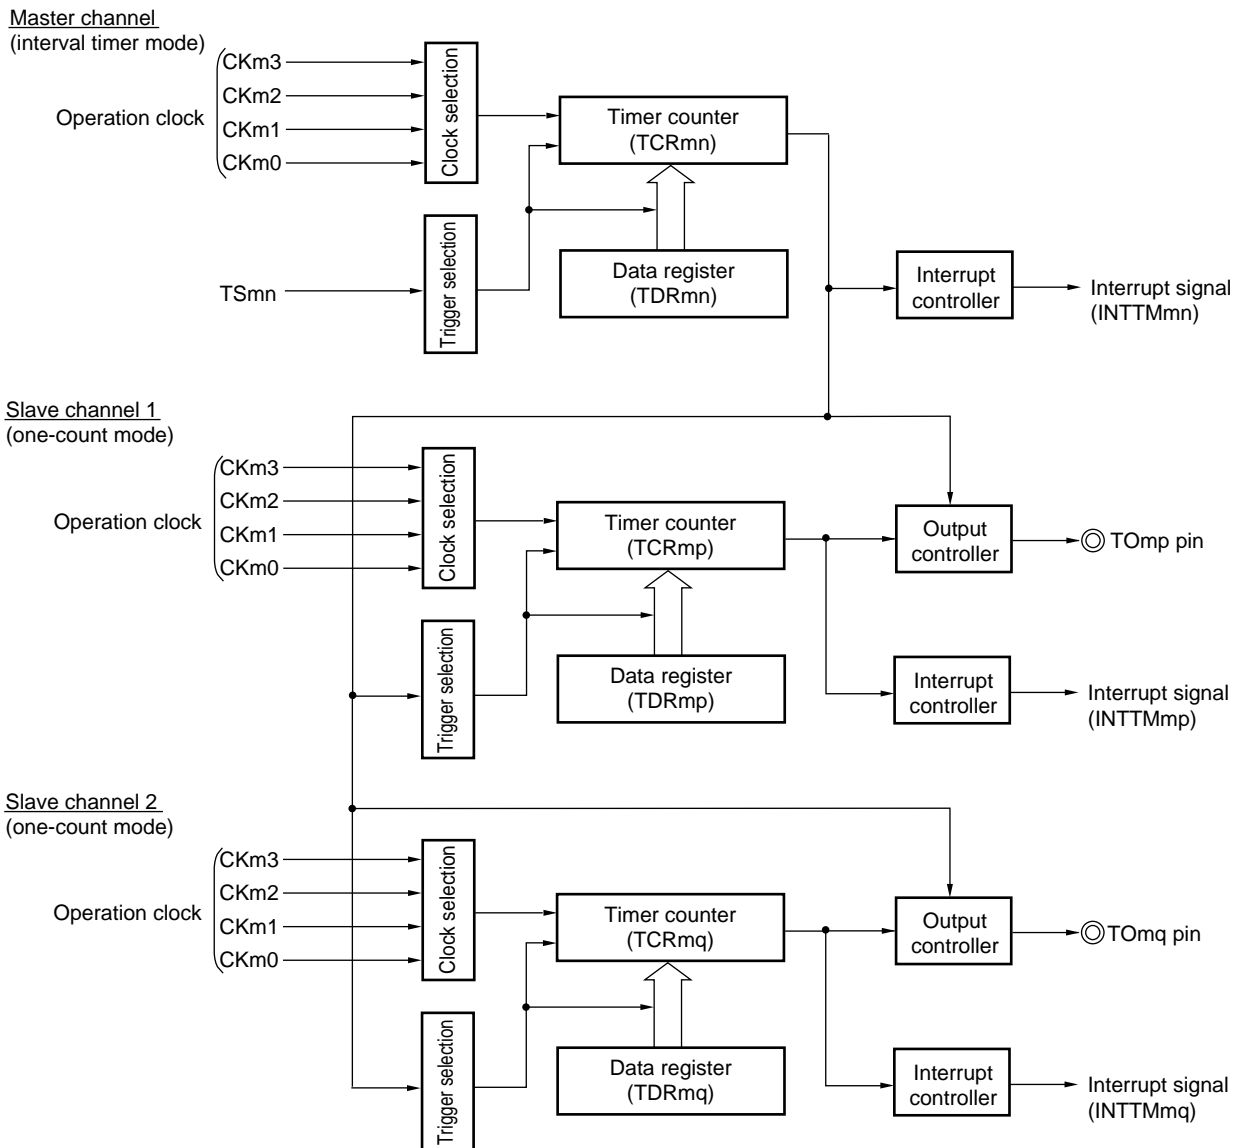 Master channel
(interval timer mode)
CKm3
CKm2
Operation clock
CKm1
CKm0
Clock selection
Timer counter
(TCRmn)
TSmn
Trigger selection
Data register
(TDRmn)
Interrupt
controller
Interrupt signal
(INTTMmn)
Slave channel 1
(one-count mode)
CKm3
CKm2
Operation clock
CKm1
CKm0
Clock selection
Timer counter
(TCRmp)
Output
controller
TOmp pin
Trigger selection
Data register
(TDRmp)
Interrupt
controller
Interrupt signal
(INTTMmp)
Slave channel 2
(one-count mode)
CKm3
CKm2
Operation clock
CKm1
CKm0
Clock selection
Timer counter
(TCRmq)
Output
controller
TOmq pin
Trigger selection
Data register
(TDRmq)
Interrupt
controller
Interrupt signal
(INTTMmq)